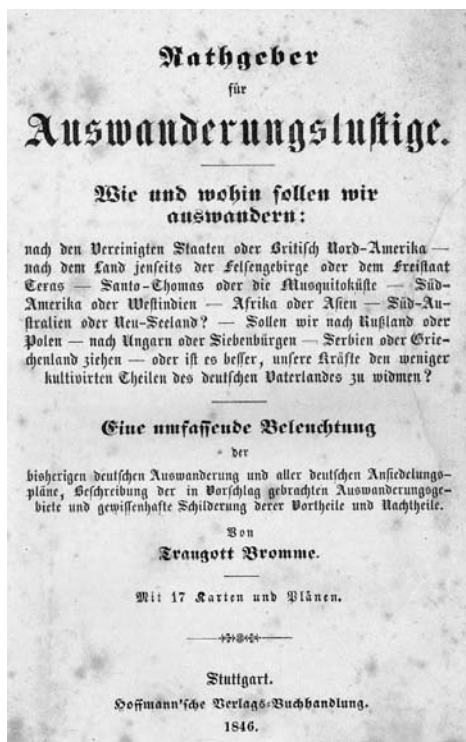 Rathgeber
für
Auswanderungslustige.
Wie und wohin sollen wir
auswandern:
nach den Vereinigten Staaten oder Britisch Nord-Amerika —
nach dem Land jenseits der Felsengebirge oder dem Freistaat
Texas — Santo-Thomas oder die Musquitoküste — Süd-
Amerika oder Westindien — Afrika oder Asien — Süd-Au-
stralien oder Neu-Seeland? — Sollen wir nach Rußland oder
Polen — nach Ungarn oder Siebenbürgen — Serbien oder Grie-
chenland ziehen — oder ist es besser, unsere Kräfte den weniger
kultivirten Theilen des deutschen Vaterlandes zu widmen?
Eine umfassende Beleuchtung
der
bisherigen deutschen Auswanderung und aller deutschen Ansiedelungs-
pläne, Beschreibung der in Vorschlag gebrachten Auswanderungsge-
biete und gewissenhafte Schilderung derer Vortheile und Nachtheile.
Von
Traugott Bromme.
Mit 17 Karten und Plänen.
Stuttgart.
Hoffmann'sche Verlags-Buchhandlung.
1846.